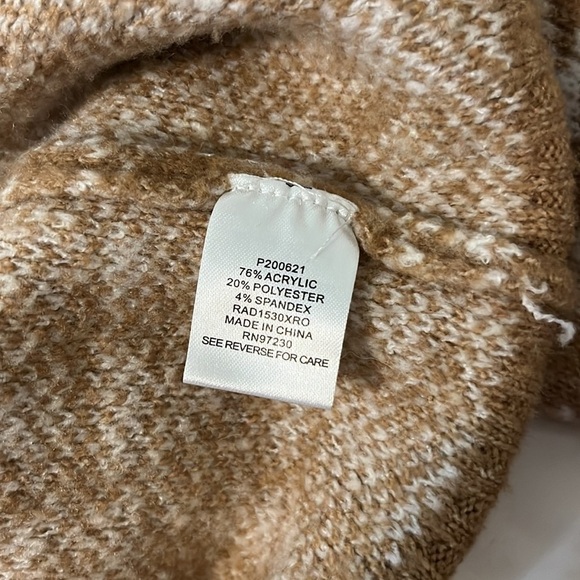 P200621
76% ACRYLIC
20% POLYESTER
4% SPANDEX
RAD1530XRO
MADE IN CHINA
RN97230
SEE REVERSE FOR CARE